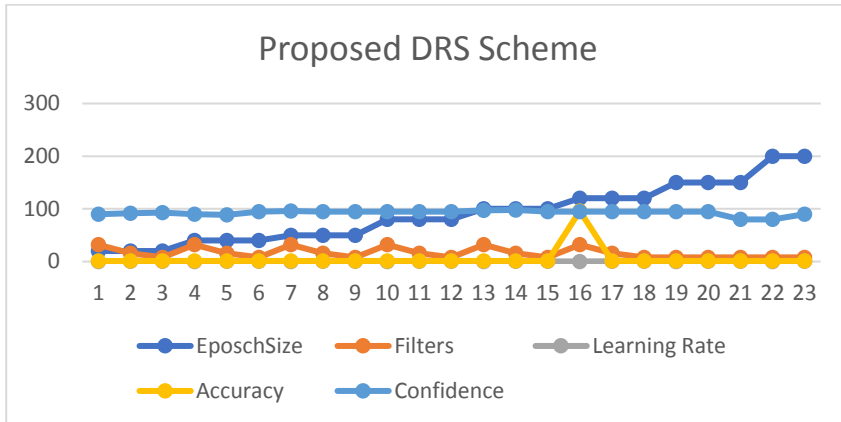 Proposed DRS Scheme
300
200
100
0
1 2 3 4 5 6 7 8 9 10 11 12 13 14 15 16 17 18 19 20 21 22 23
EposchSize Filters Learning Rate
Accuracy Confidence